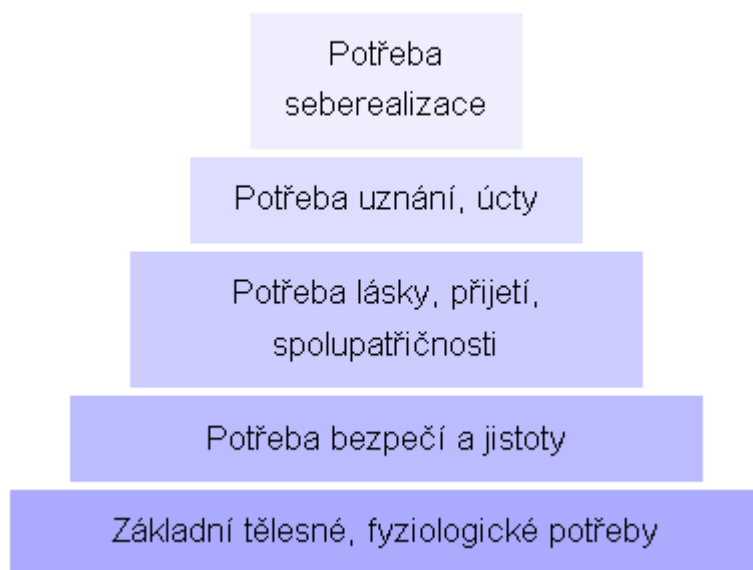 Potřeba
seberealizace
Potřeba uznání, úcty
Potřeba lásky, přijetí,
spolupatřičnosti
Potřeba bezpečí a jistoty
Základní tělesné, fyziologické potřeby